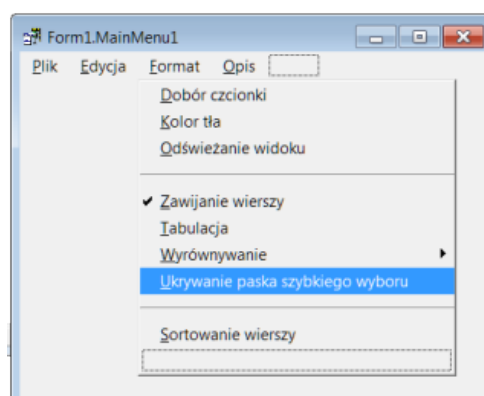 Form1.MainMenu1
Plik Edycja Format Opis
Dobór czcionki
Kolor tła
Odświeżanie widoku
Zawijanie wierszy
Tabulacja
Wyrównywanie
Ukrywanie paska szybkiego wyboru
Sortowanie wierszy